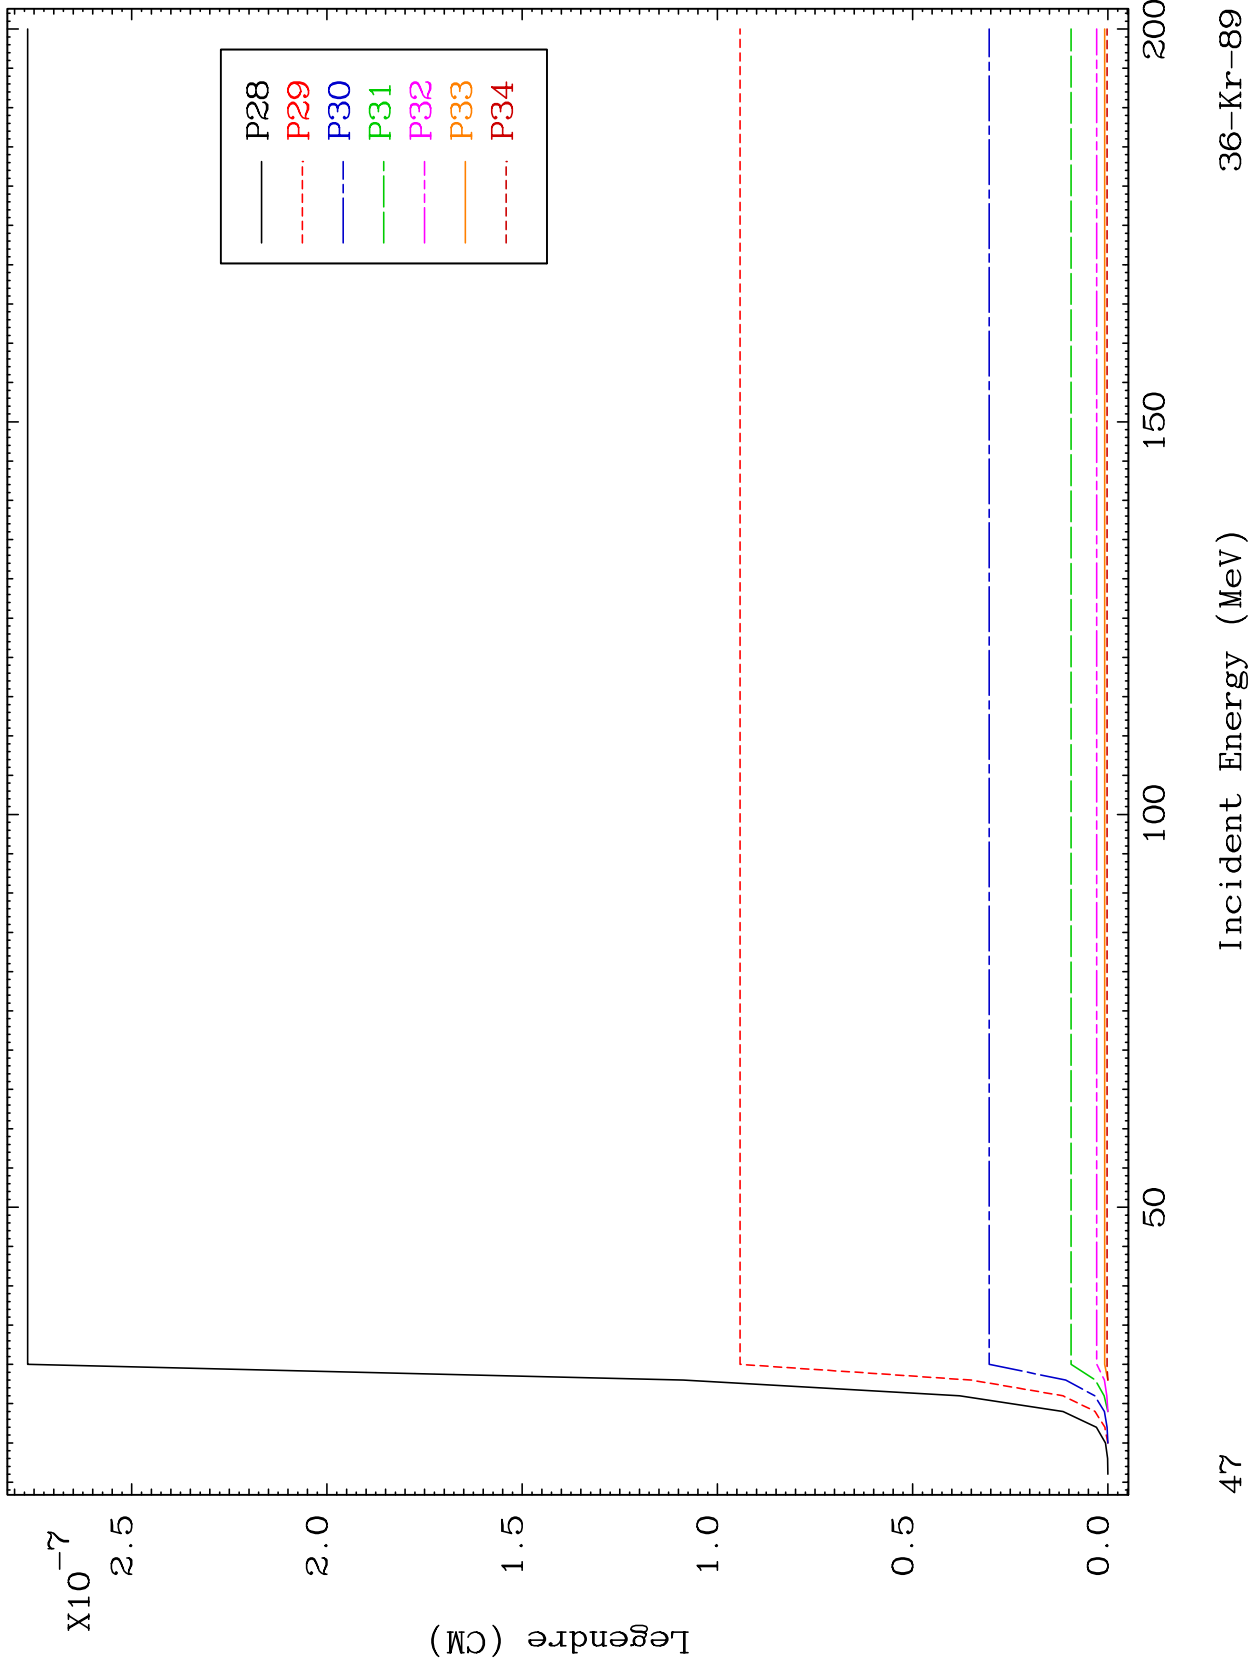 X10-7
2.5
2.0
1.5
1.0
0.5
0.0
Legendre (CM)
P28
P29
P30
P31
P32
P33
P34
50
100
150
200
47
Incident Energy (MeV)
36-Kr-89